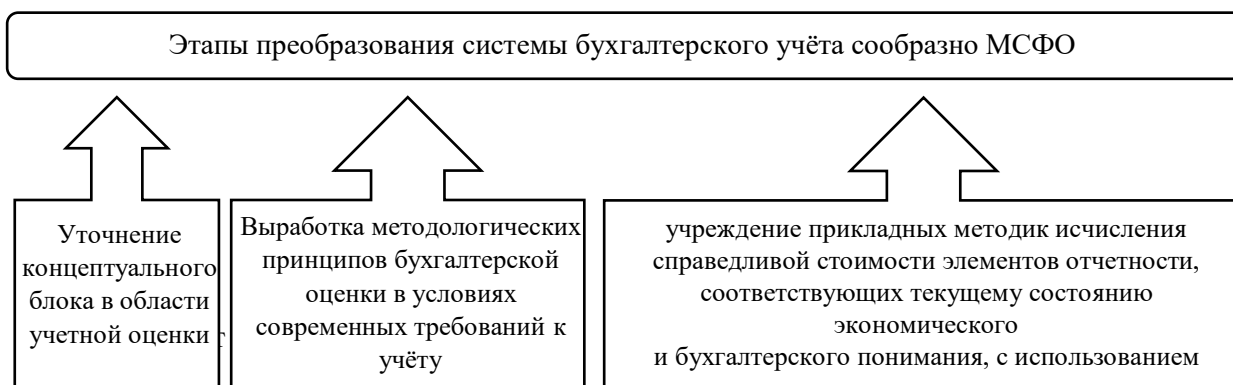 Этапы преобразования системы бухгалтерского учёта сообразно МСФО
Уточнение
концептуального
блока в области
учетной оценки
Выработка методологических
принципов бухгалтерской
оценки в условиях
современных требований к
учёту
учреждение прикладных методик исчисления
справедливой стоимости элементов отчетности,
соответствующих текущему состоянию
экономического
и бухгалтерского понимания, с использованием